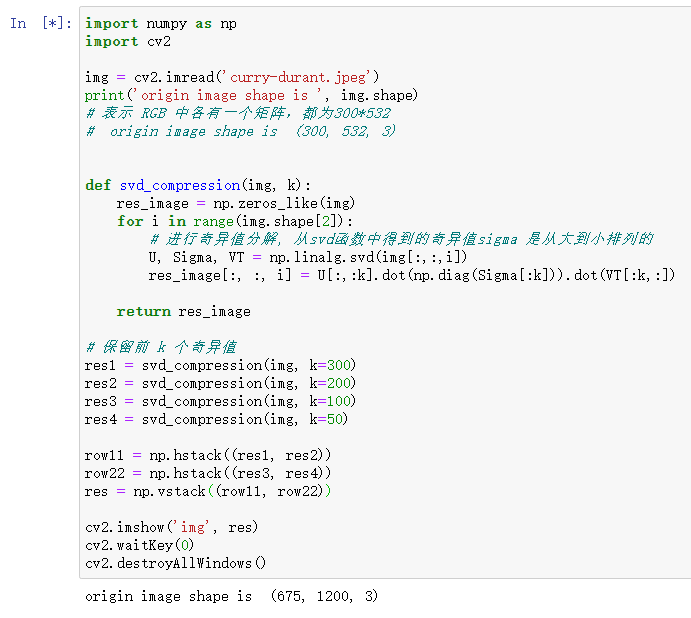 In [*]: import numpy as np
import cv2
img = cv2.imread('curry-durant.jpeg')
print('origin image shape is ', img.shape)
# 表示 RGB 中各有一个矩阵，都为300*532
#  origin image shape is  (300, 532, 3)
def svd_compression(img, k):
    res_image = np.zeros_like(img)
    for i in range(img.shape[2]):
        # 进行奇异值分解, 从svd函数中得到的奇异值sigma 是从大到小排列的
        U, Sigma, VT = np.linalg.svd(img[:,:,i])
        res_image[:, :, i] = U[:,:k].dot(np.diag(Sigma[:k])).dot(VT[:k,:])
    return res_image
# 保留前 k 个奇异值
res1 = svd_compression(img, k=300)
res2 = svd_compression(img, k=200)
res3 = svd_compression(img, k=100)
res4 = svd_compression(img, k=50)
row11 = np.hstack((res1, res2))
row22 = np.hstack((res3, res4))
res = np.vstack((row11, row22))
cv2.imshow('img', res)
cv2.waitKey(0)
cv2.destroyAllWindows()
origin image shape is  (675, 1200, 3)